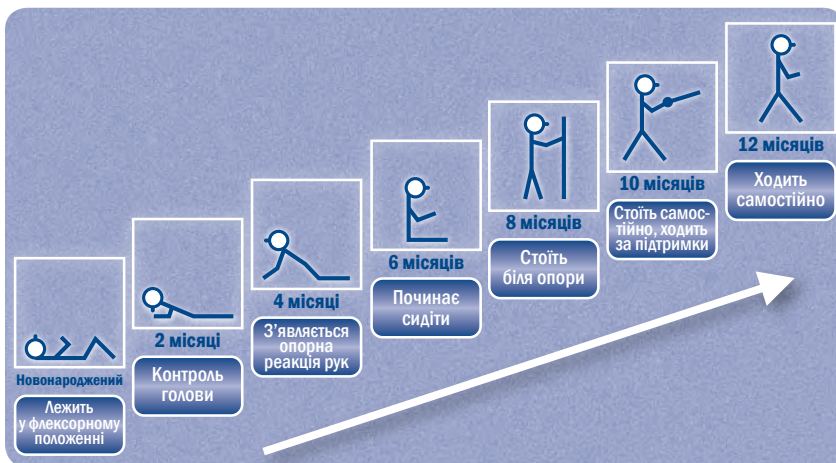 Новонароджений
Лежить
у флексорному
положенні
2 місяці
Контроль
голови
4 місяці
З’являється
опорна
реакція рук
6 місяців
Починає
сидіти
8 місяців
Стоїть
біля опори
10 місяців
Стоїть самос-
тійно, ходить
за підтримки
12 місяців
Ходить
самостійно